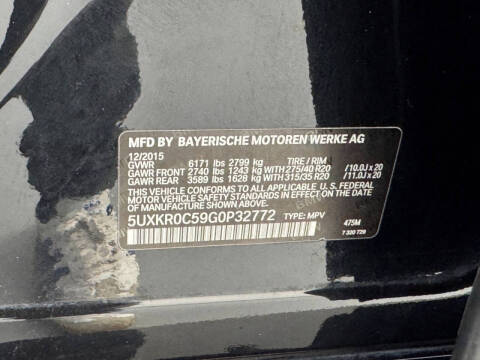 MFD BY BAYERISCHE MOTOREN WERKE AG
12/2015
GVWR 6171 lbs 2799 kg TIRE / RIM
GAWR FRONT 2740 lbs 1243 kg WITH 275/40 R20 /10.0J x 20
GAWR REAR 3589 lbs 1628 kg WITH 315/35 R20 /11.0J x 20
THIS VEHICLE CONFORMS TO ALL APPLICABLE U.S. FEDERAL
MOTOR VEHICLE SAFETY STANDARDS IN EFFECT ON THE DATE
OF MANUFACTURE SHOWN ABOVE.
5UXKR0C59G0P32772 TYPE: MPV 475M
7 320 728